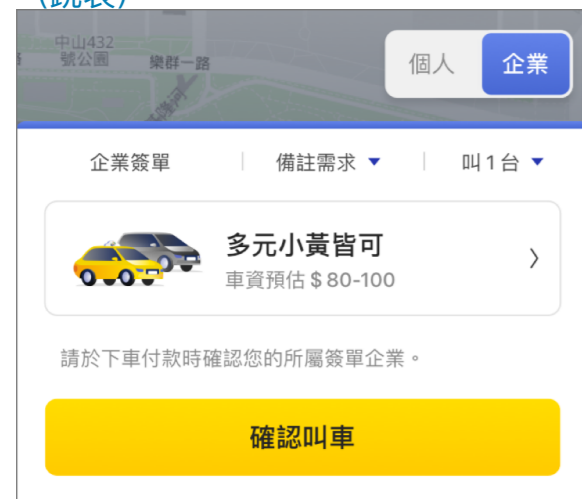 (跳表)
中山432
號公園
樂群一路
個人
企業
企業簽單
備註需求
叫1台
多元小黃皆可
車資預估 $ 80-100
請於下車付款時確認您的所屬簽單企業。
確認叫車